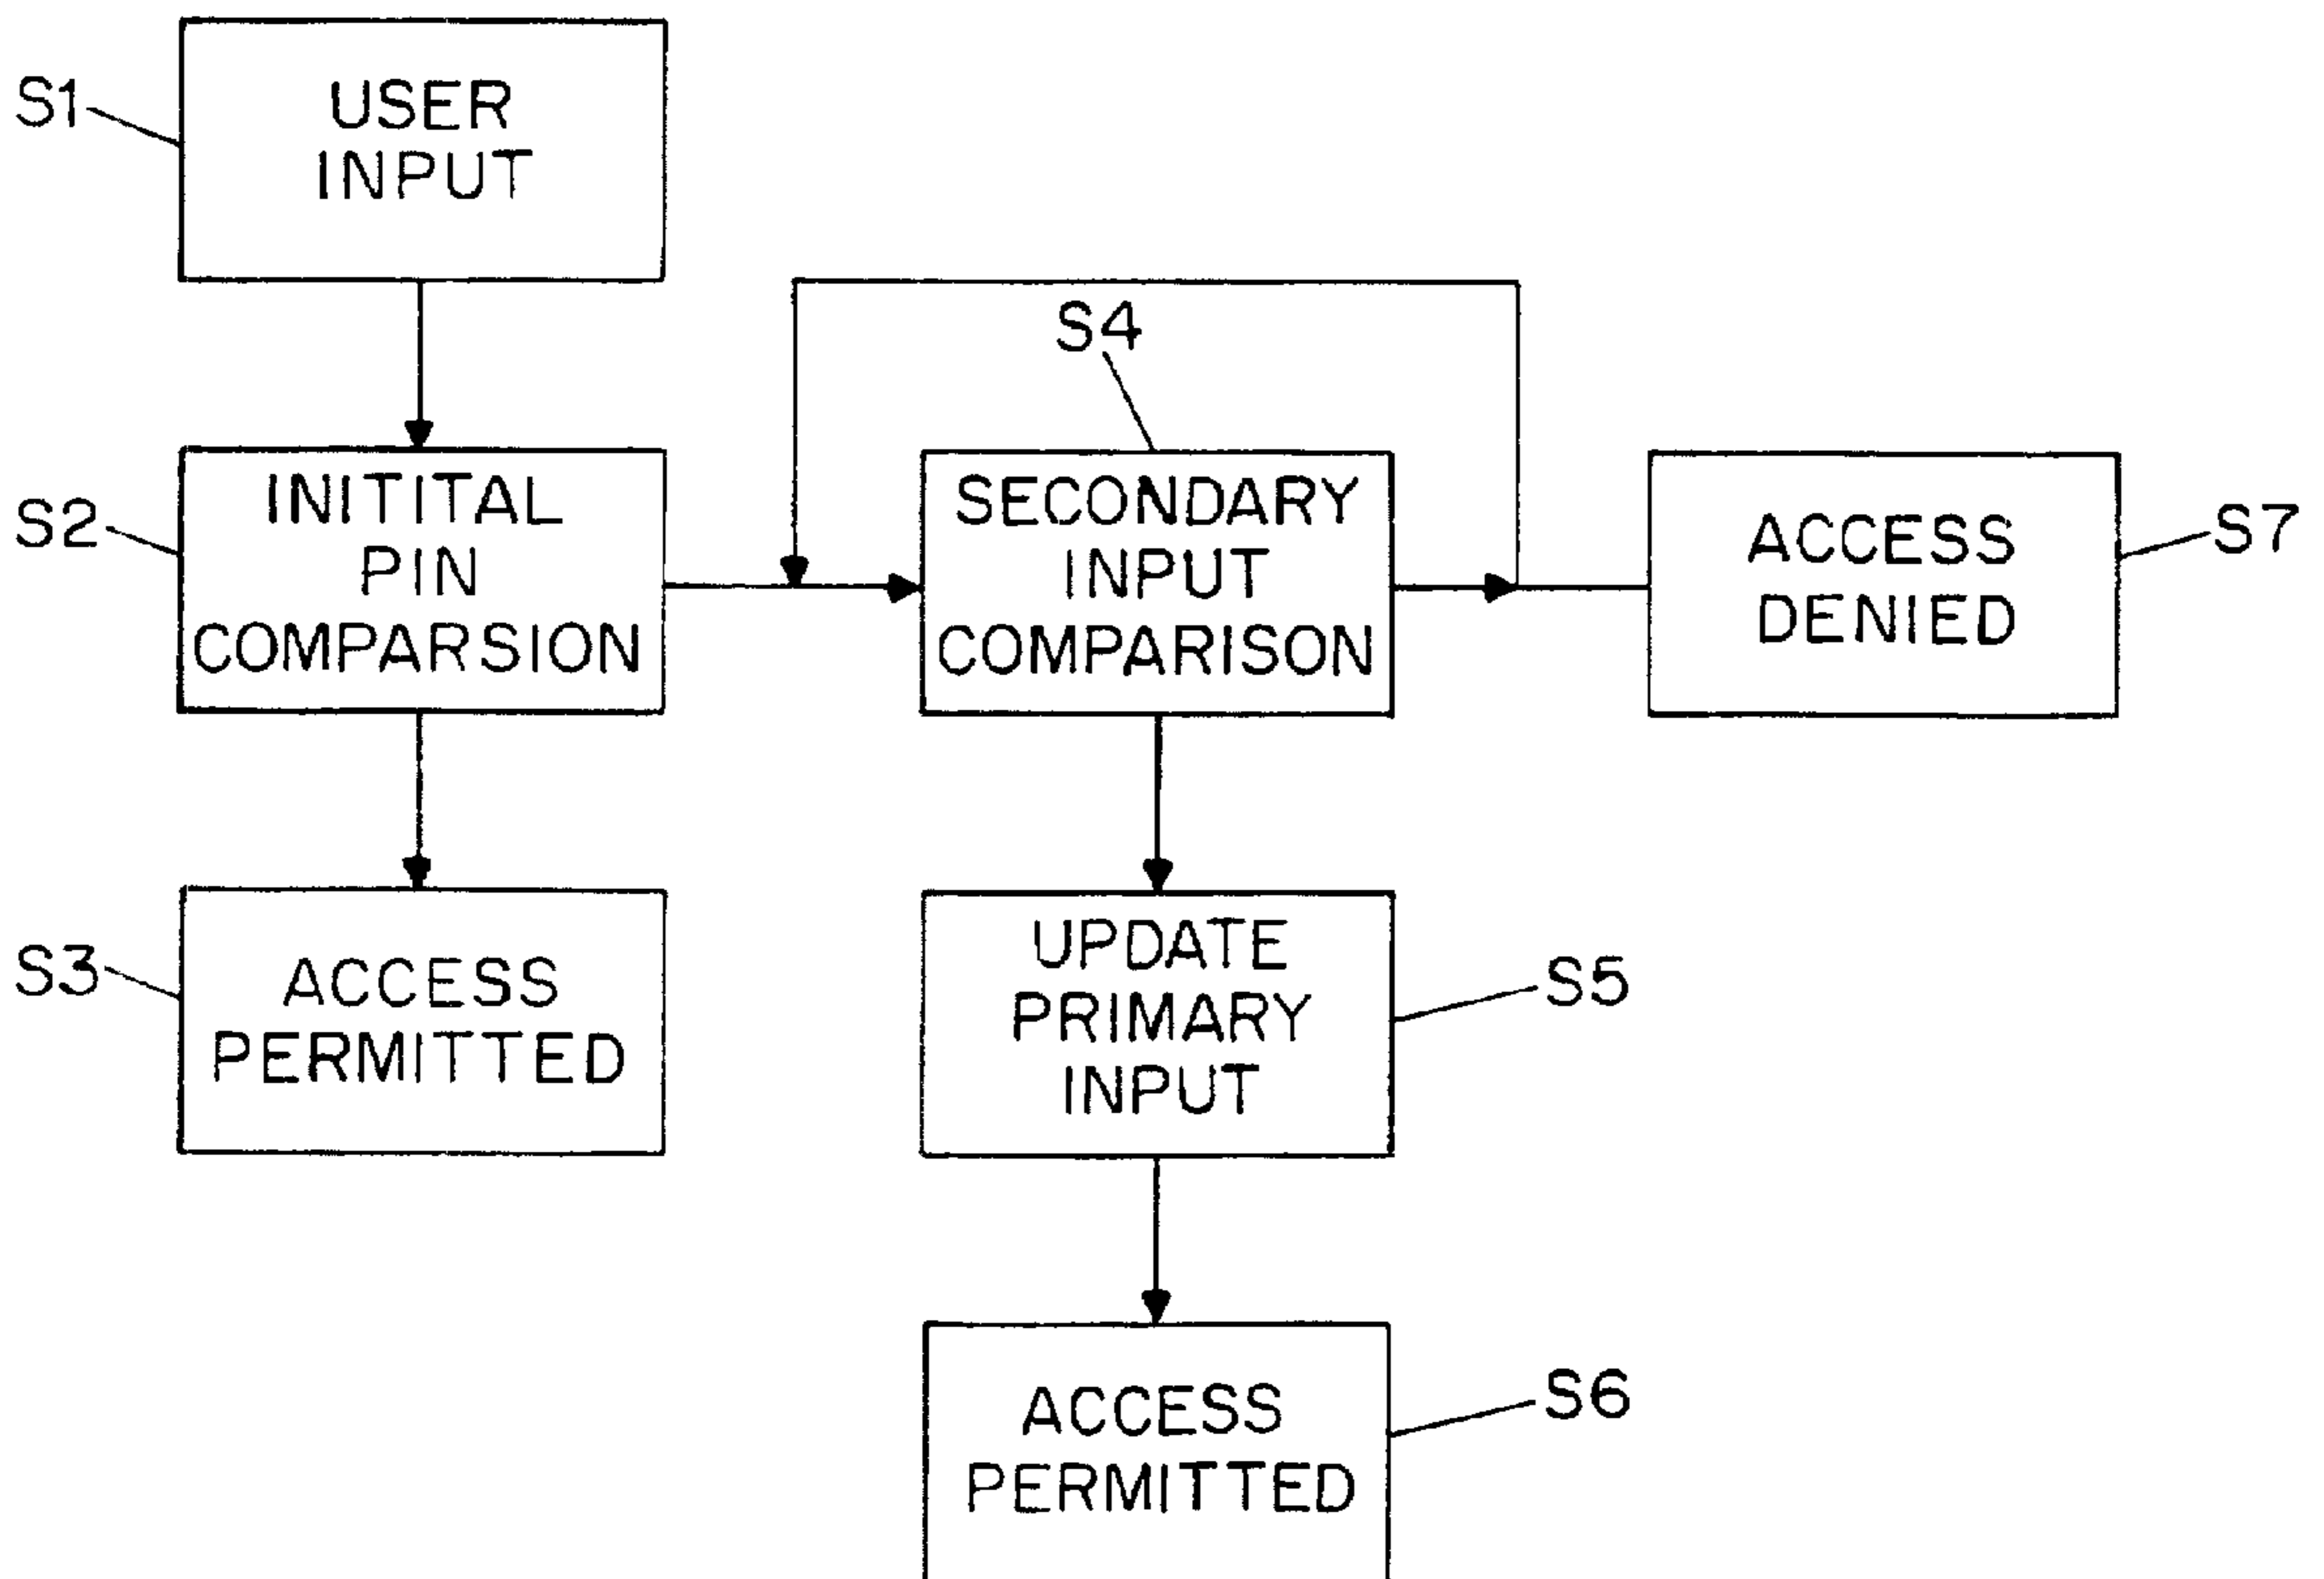 S1
USER
INPUT
S2
INITITAL
PIN
COMPARSION
S3
ACCESS
PERMITTED
S4
SECONDARY
INPUT
COMPARISON
S5
UPDATE
PRIMARY
INPUT
S6
ACCESS
PERMITTED
S7
ACCESS
DENIED